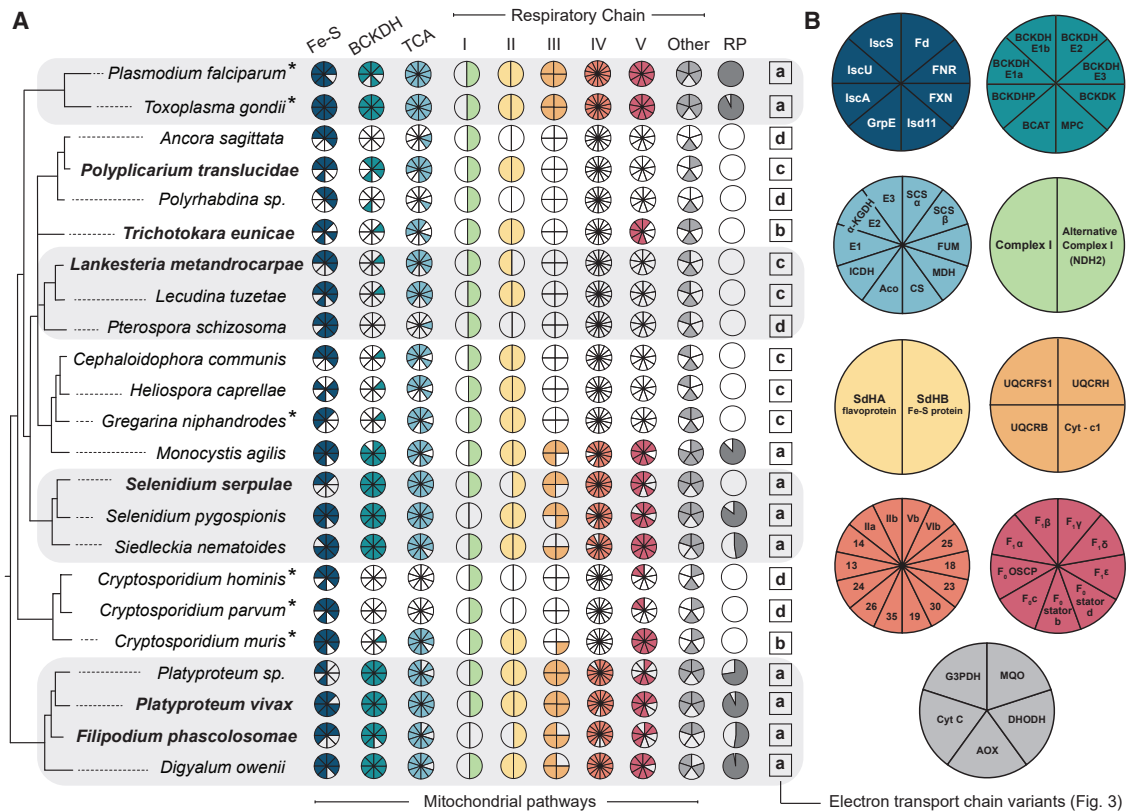 A
Respiratory Chain
Fe-S BCKDH TCA I II III IV V Other RP
Plasmodium falciparum* a
Toxoplasma gondii* a
Ancora sagittata d
Polyplicarium translucidae c
Polyrhabdina sp. d
Trichotokara eunicae b
Lankesteria metandrocarpae c
Lecudina tuzetae c
Pterospora schizosoma d
Cephaloidophora communis c
Heliospora caprellae c
Gregarina niphandrodes* c
Monocystis agilis a
Selenidium serpulae a
Selenidium pygospionis a
Siedleckia nematoides a
Cryptosporidium hominis* d
Cryptosporidium parvum* d
Cryptosporidium muris* b
Platyproteum sp. a
Platyproteum vivax a
Filipodium phascolosomae a
Digyalum owenii a
Mitochondrial pathways
Electron transport chain variants (Fig. 3)
B
IscS Fd
IscU FNR
IscA FXN
GrpE Isd11
BCKDH E1b
BCKDH E2
BCKDH E1a
BCKDH E3
BCKDHP BCKDK
BCAT MPC
α-KGDH
E3
SCS α
SCS β
E2
E1 FUM
ICDH MDH
Aco CS
Complex I
Alternative
Complex I
(NDH2)
SdHA
flavoprotein
SdHB
Fe-S protein
UQCRFS1 UQCRH
UQCRB Cyt - c1
IIa IIb Vb VIb
14 25
13 18
24 23
26 35 19 30
F1β F1γ
F1α F1δ
F0 OSCP F1ε
F0c
F0 stator b
F0 stator d
G3PDH MQO
Cyt C DHODH
AOX